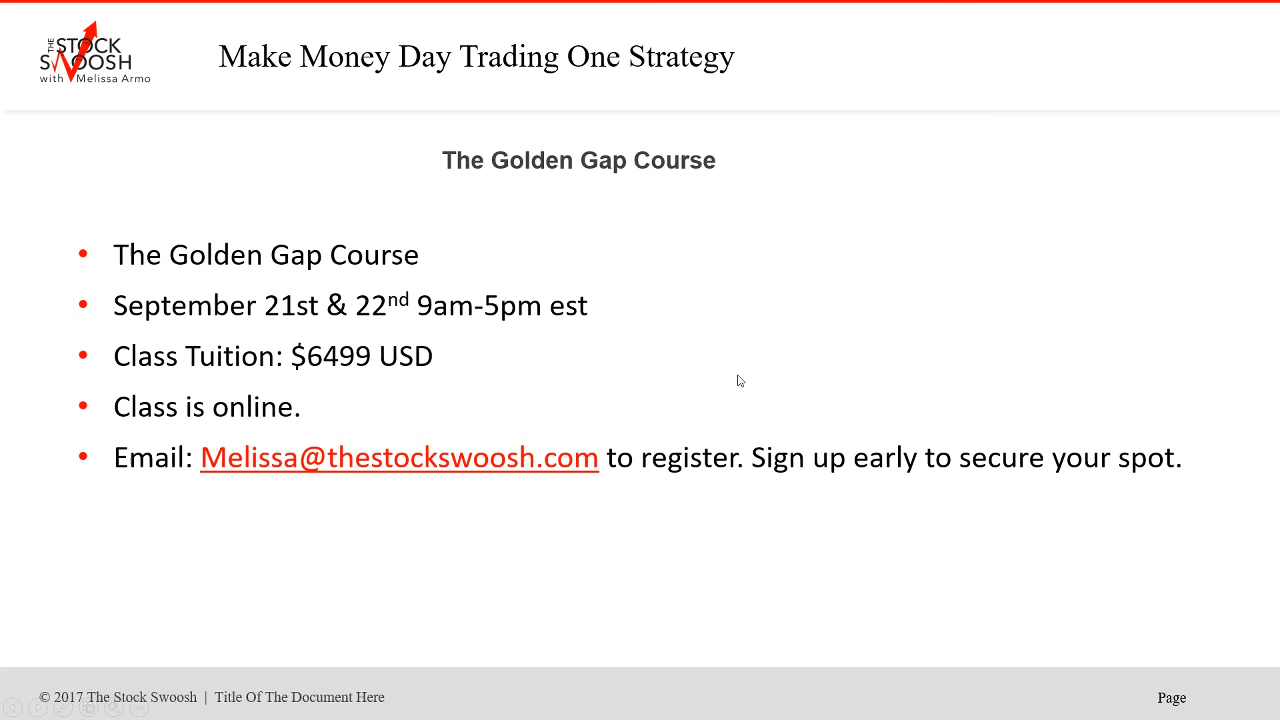 THE STOCK
SWOOSH
with Melissa Armo
Make Money Day Trading One Strategy
The Golden Gap Course
• The Golden Gap Course
• September 21st & 22nd 9am-5pm est
• Class Tuition: $6499 USD
• Class is online.
• Email: Melissa@thestockswoosh.com to register. Sign up early to secure your spot.
© 2017 The Stock Swoosh | Title Of The Document Here
Page